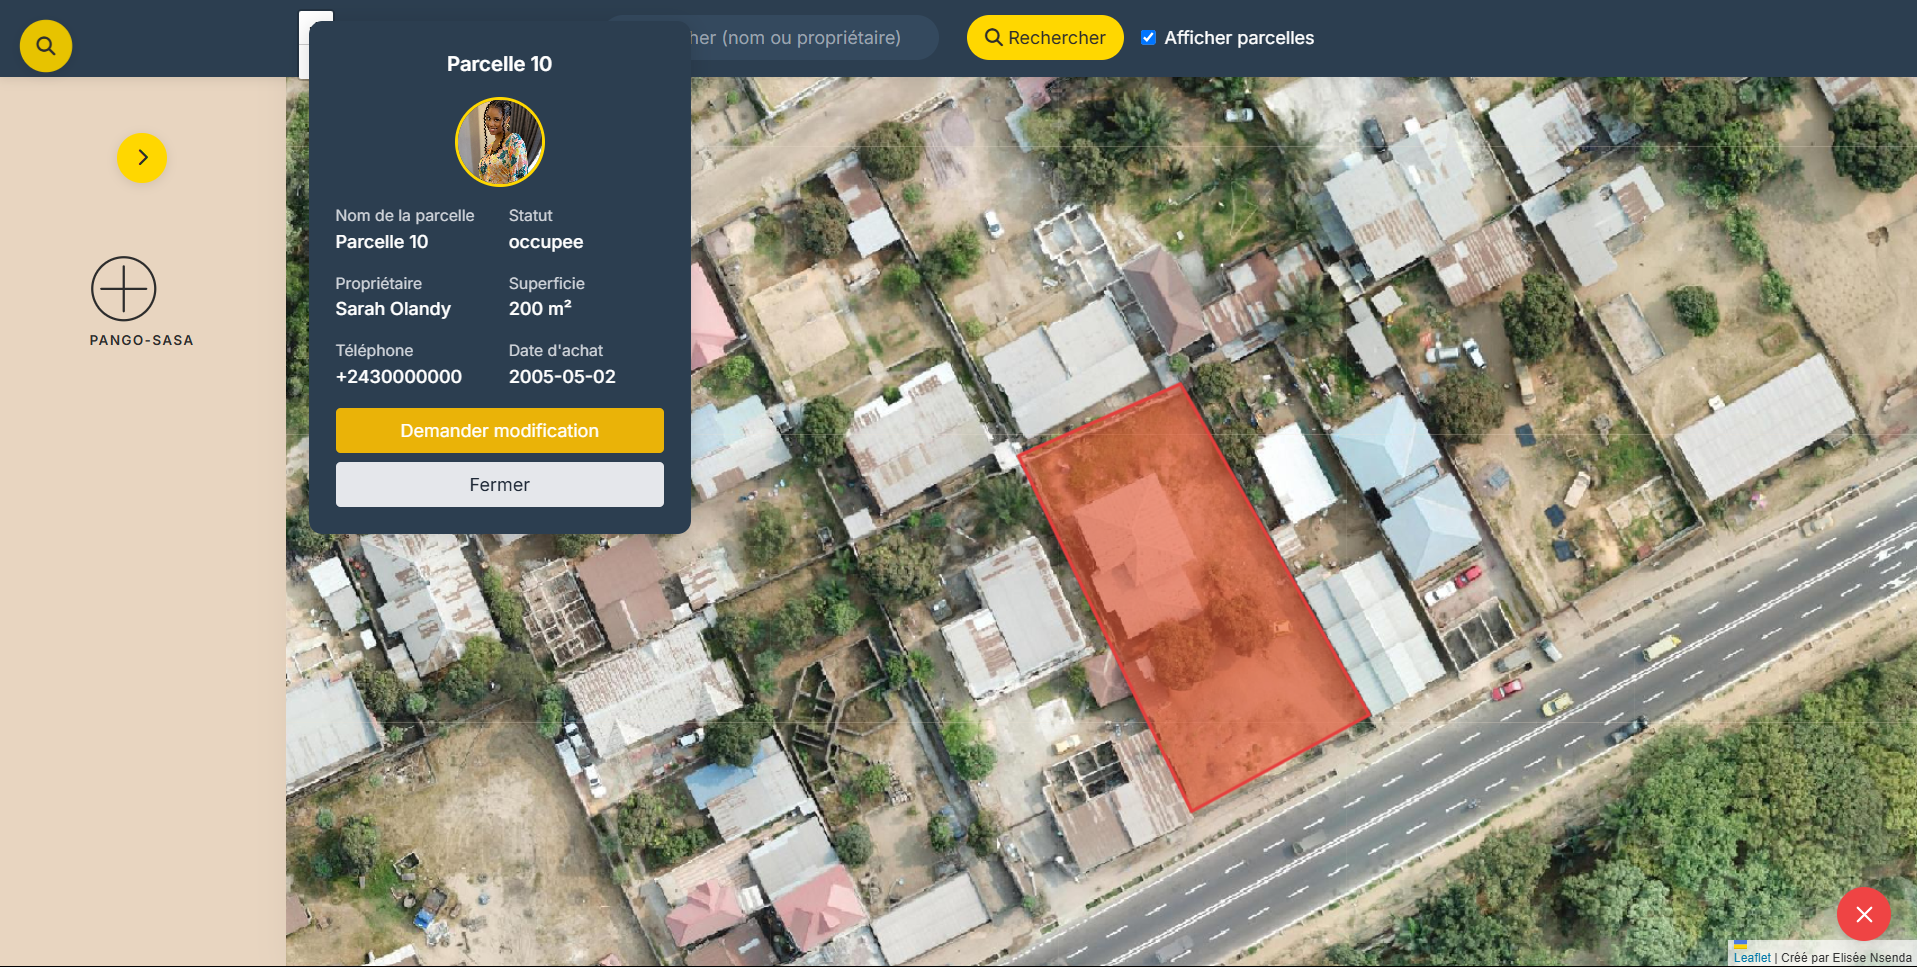 her (nom ou propriétaire)
Rechercher
Afficher parcelles
Parcelle 10
Nom de la parcelle
Statut
Parcelle 10
occupee
Propriétaire
Superficie
Sarah Olandy
200 m²
Téléphone
Date d'achat
+2430000000
2005-05-02
Demander modification
Fermer
PANGO-SASA
Leaflet | Créé par Elisée Nsenda